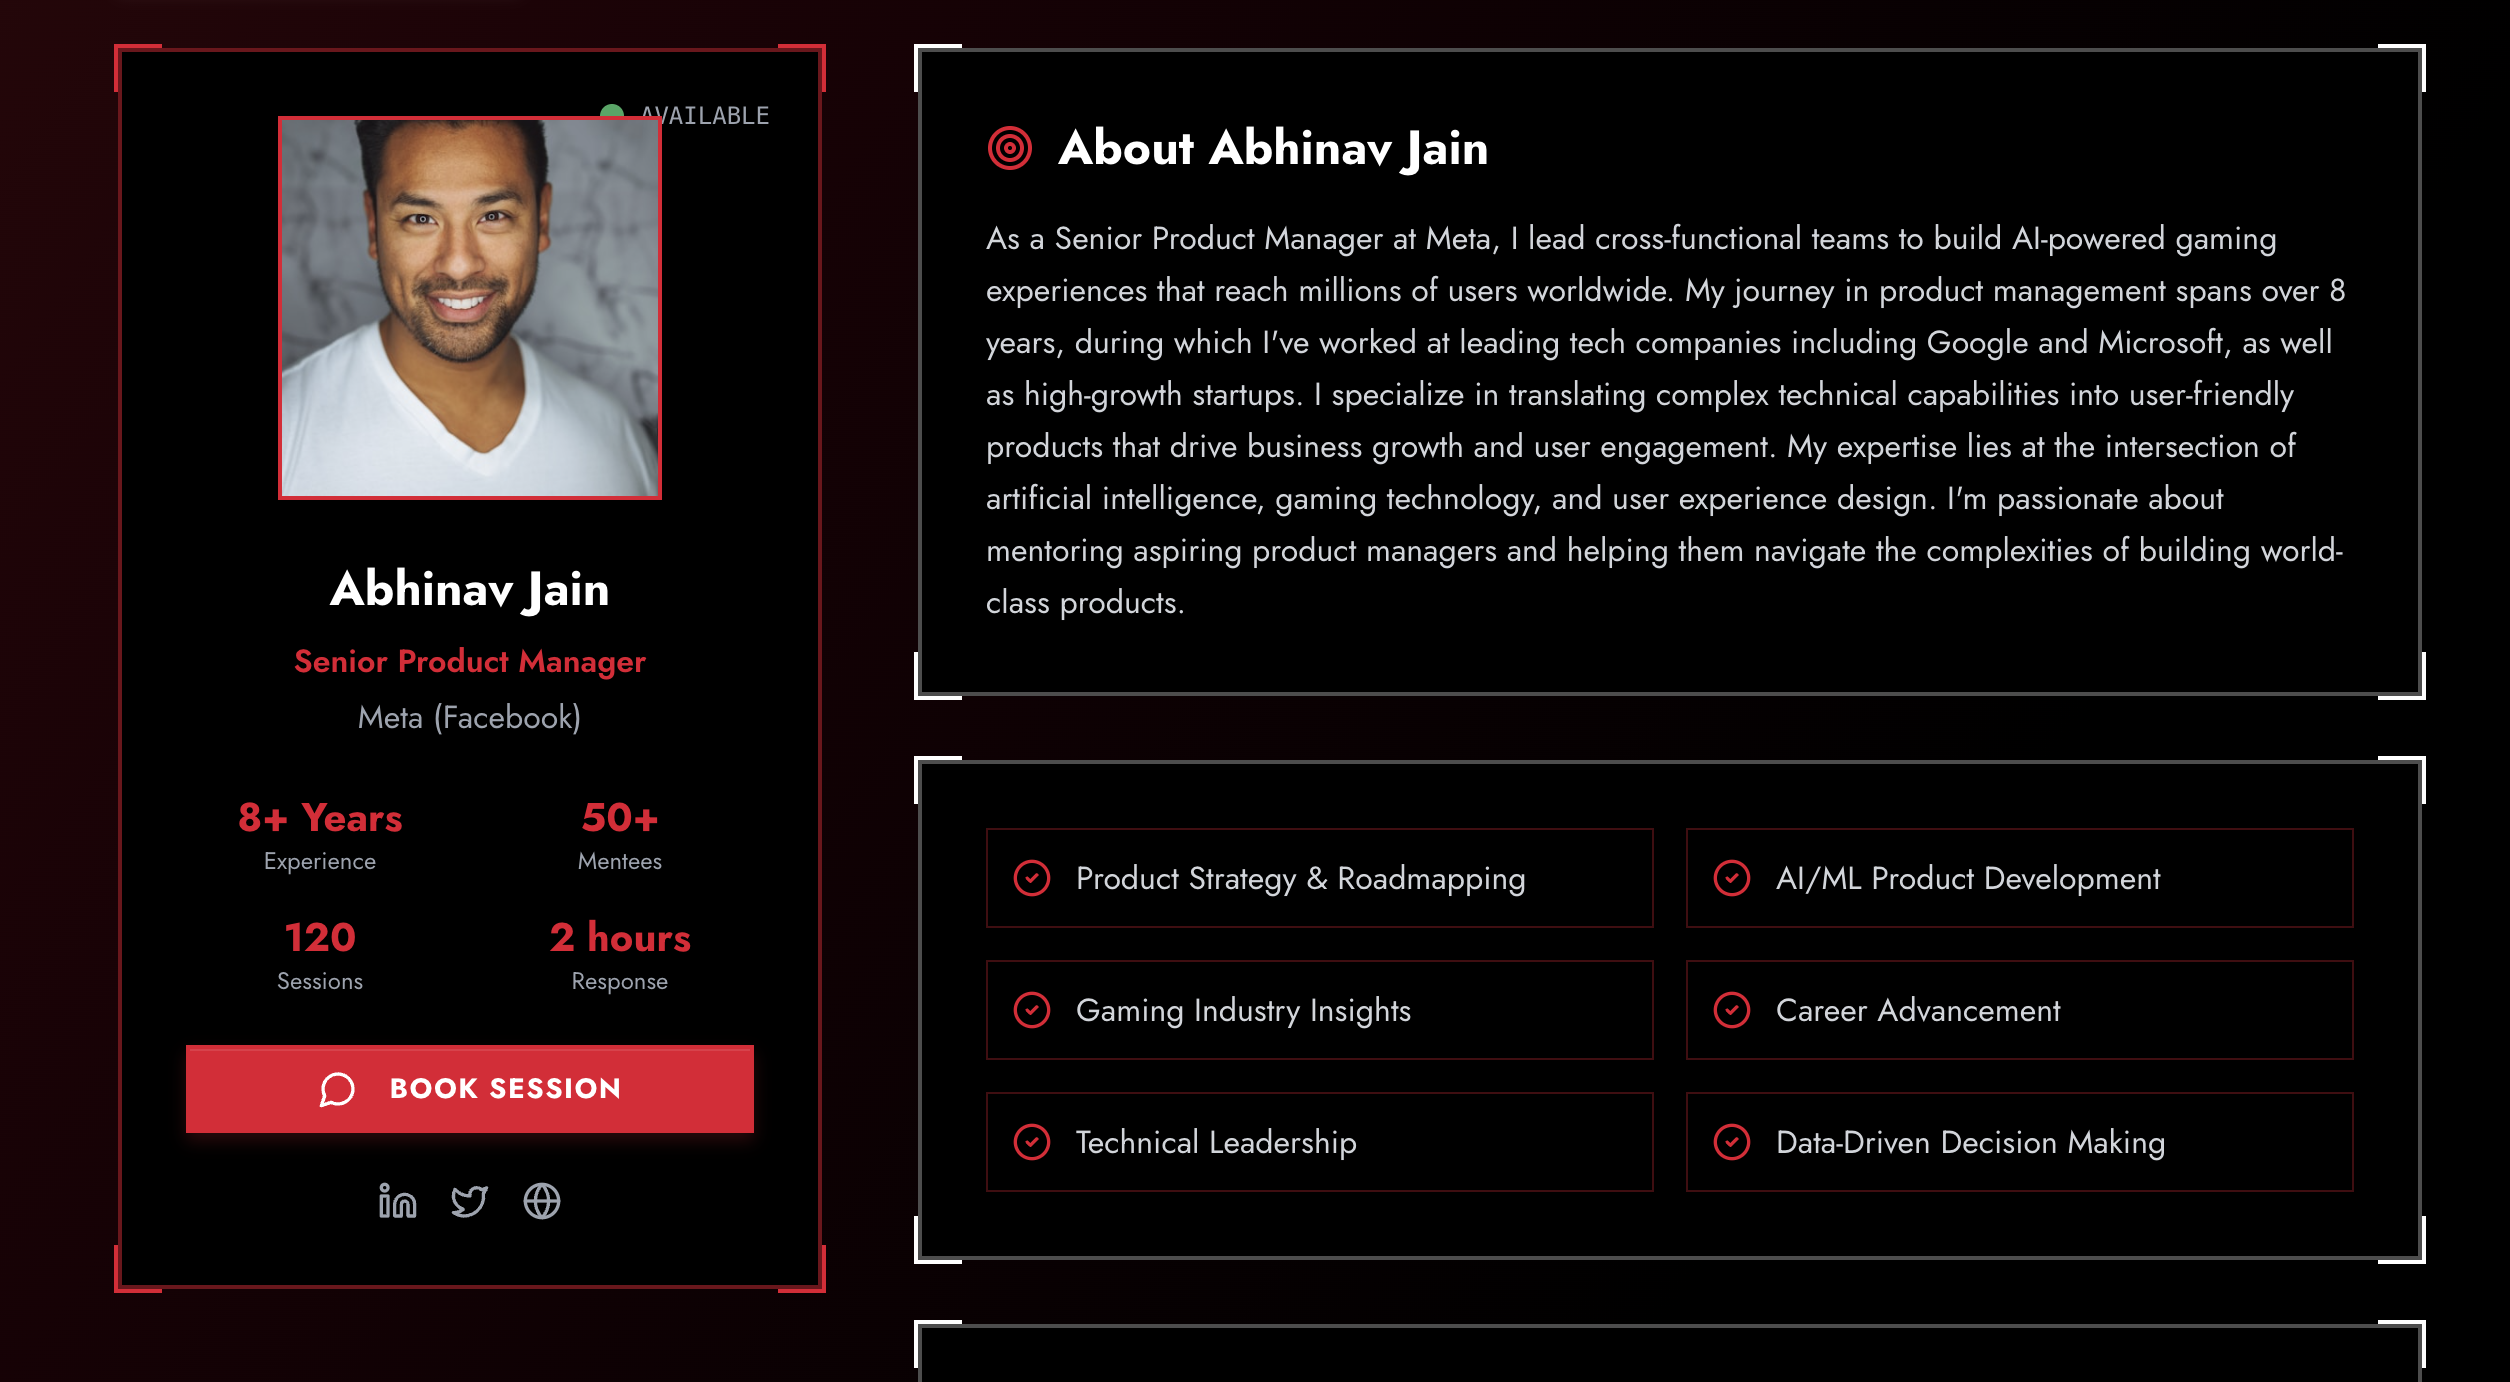 AVAILABLE
Abhinav Jain
Senior Product Manager
Meta (Facebook)
8+ Years
Experience
50+
Mentees
120
Sessions
2 hours
Response
BOOK SESSION
About Abhinav Jain
As a Senior Product Manager at Meta, I lead cross-functional teams to build AI-powered gaming
experiences that reach millions of users worldwide. My journey in product management spans over 8
years, during which I've worked at leading tech companies including Google and Microsoft, as well
as high-growth startups. I specialize in translating complex technical capabilities into user-friendly
products that drive business growth and user engagement. My expertise lies at the intersection of
artificial intelligence, gaming technology, and user experience design. I'm passionate about
mentoring aspiring product managers and helping them navigate the complexities of building world-
class products.
Product Strategy & Roadmapping
AI/ML Product Development
Gaming Industry Insights
Career Advancement
Technical Leadership
Data-Driven Decision Making